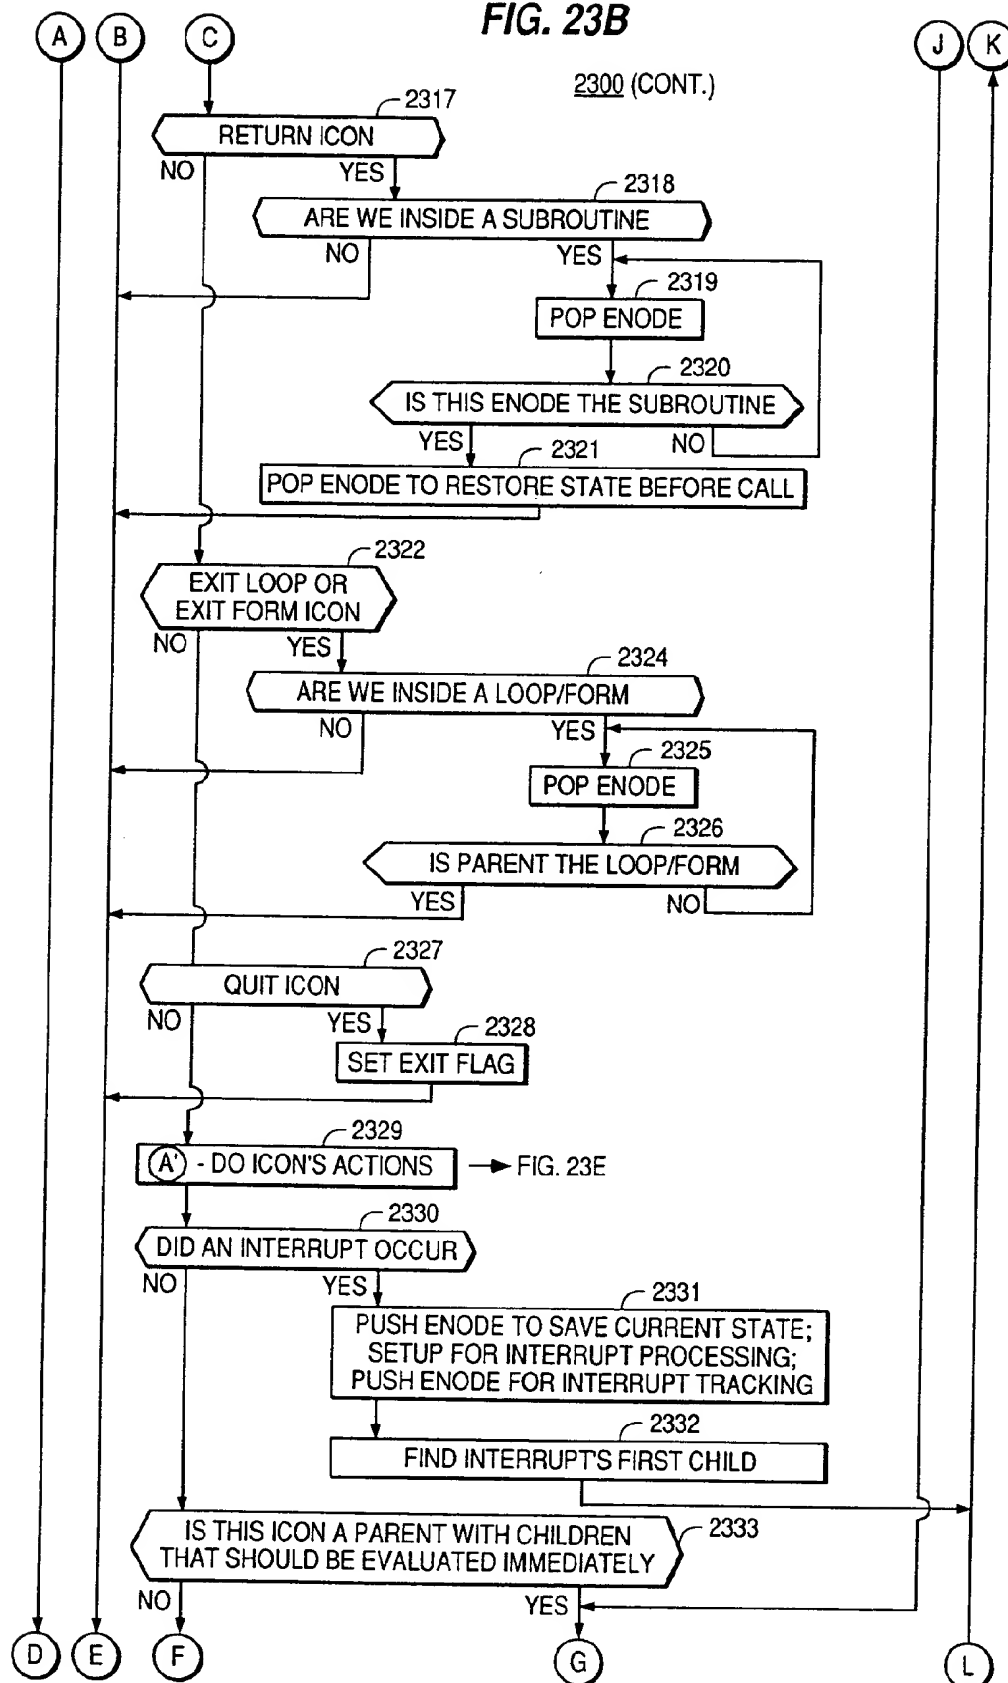 FIG. 23B
A
B
C
J
K
2300 (CONT.)
2317
RETURN ICON
NO
YES
2318
ARE WE INSIDE A SUBROUTINE
NO
YES
2319
POP ENODE
2320
IS THIS ENODE THE SUBROUTINE
YES
NO
2321
POP ENODE TO RESTORE STATE BEFORE CALL
2322
EXIT LOOP OR
EXIT FORM ICON
NO
YES
2324
ARE WE INSIDE A LOOP/FORM
NO
YES
2325
POP ENODE
2326
IS PARENT THE LOOP/FORM
YES
NO
2327
QUIT ICON
NO
YES
2328
SET EXIT FLAG
2329
A' - DO ICON'S ACTIONS
FIG. 23E
2330
DID AN INTERRUPT OCCUR
NO
YES
2331
PUSH ENODE TO SAVE CURRENT STATE;
SETUP FOR INTERRUPT PROCESSING;
PUSH ENODE FOR INTERRUPT TRACKING
2332
FIND INTERRUPT'S FIRST CHILD
2333
IS THIS ICON A PARENT WITH CHILDREN
THAT SHOULD BE EVALUATED IMMEDIATELY
NO
YES
D
E
F
G
L